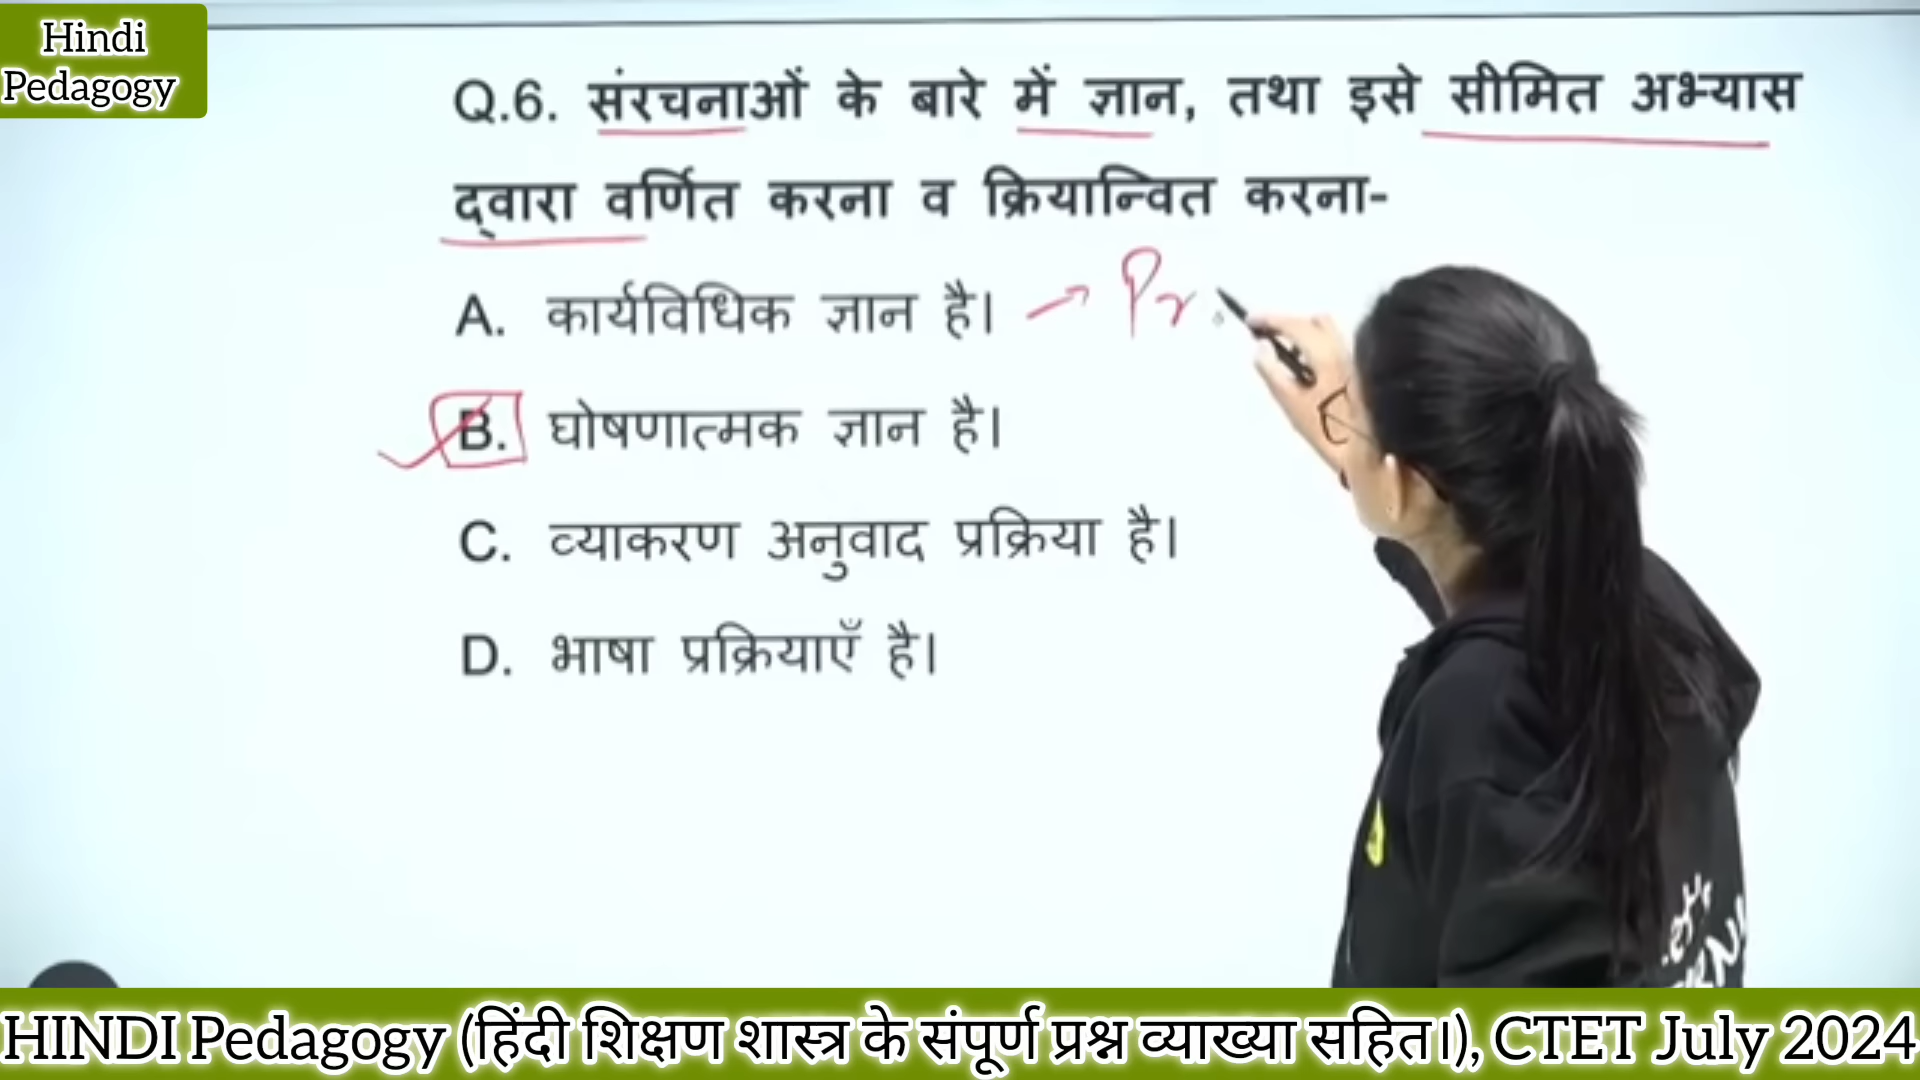 Hindi
Pedagogy
Q.6. संरचनाओं के बारे में ज्ञान, तथा इसे सीमित अभ्यास
द्वारा वर्णित करना व क्रियान्वित करना-
A. कार्यविधिक ज्ञान है। → Pr
B. घोषणात्मक ज्ञान है।
C. व्याकरण अनुवाद प्रक्रिया है।
D. भाषा प्रक्रियाएँ है।
HINDI Pedagogy (हिंदी शिक्षण शास्त्र के संपूर्ण प्रश्न व्याख्या सहित।), CTET July 2024